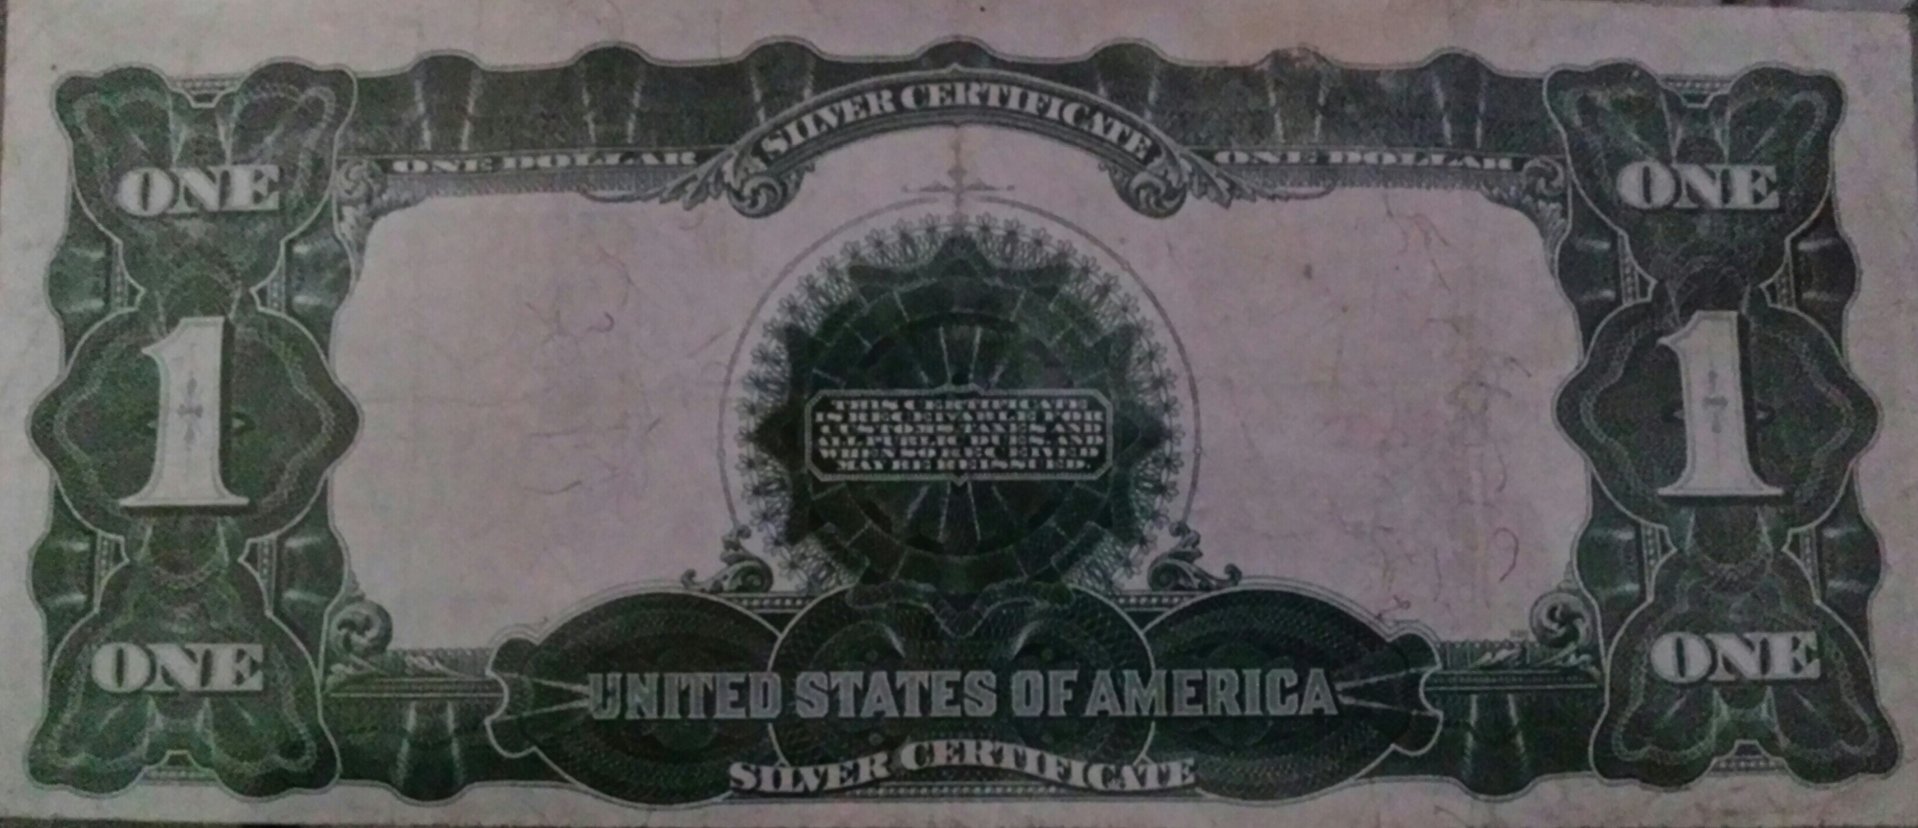 SILVER CERTIFICATE
ONE DOLLAR
ONE DOLLAR
ONE
ONE
1
1
THIS CERTIFICATE
IS RECEIVABLE FOR
CUSTOMS, TAXES, AND
ALL PUBLIC DUES, AND
WHEN SO RECEIVED
MAY BE REISSUED.
ONE
ONE
UNITED STATES OF AMERICA
SILVER CERTIFICATE